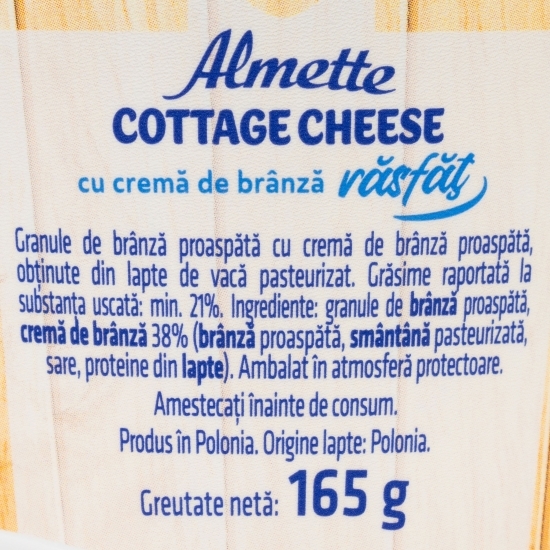 Almette
COTTAGE CHEESE
cu cremă de brânză răsfăț
Granule de brânză proaspătă cu cremă de brânză proaspătă,
obținute din lapte de vacă pasteurizat. Grăsime raportată la
substanța uscată: min. 21%. Ingrediente: granule de brânză proaspătă,
cremă de brânză 38% (brânză proaspătă, smântână pasteurizată,
sare, proteine din lapte). Ambalat în atmosferă protectoare.
Amestecați înainte de consum.
Produs în Polonia. Origine lapte: Polonia.
Greutate netă: 165 g